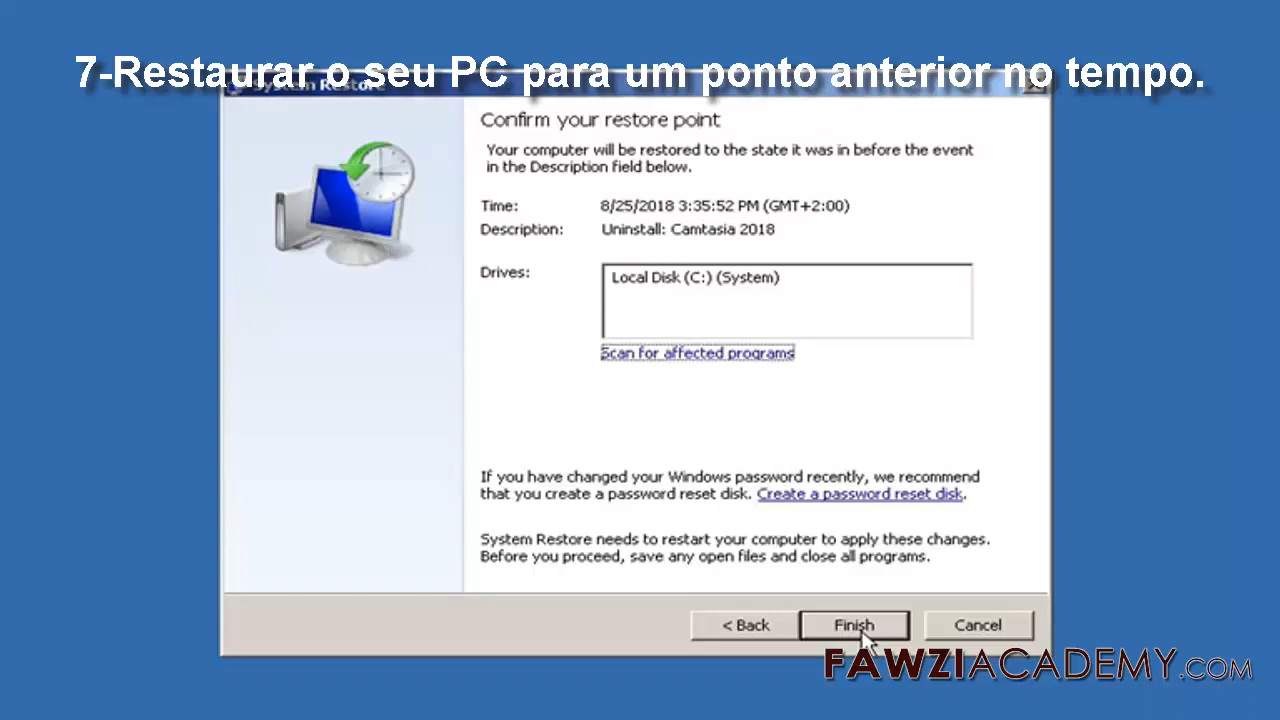 7-Restaurar o seu PC para um ponto anterior no tempo.
System Restore
Confirm your restore point
Your computer will be restored to the state it was in before the event
in the Description field below.
Time: 8/25/2018 3:35:52 PM (GMT+2:00)
Description: Uninstall: Camtasia 2018
Drives: Local Disk (C:) (System)
Scan for affected programs
If you have changed your Windows password recently, we recommend
that you create a password reset disk. Create a password reset disk.
System Restore needs to restart your computer to apply these changes.
Before you proceed, save any open files and close all programs.
< Back Finish Cancel
FAWZIACADEMY.COM